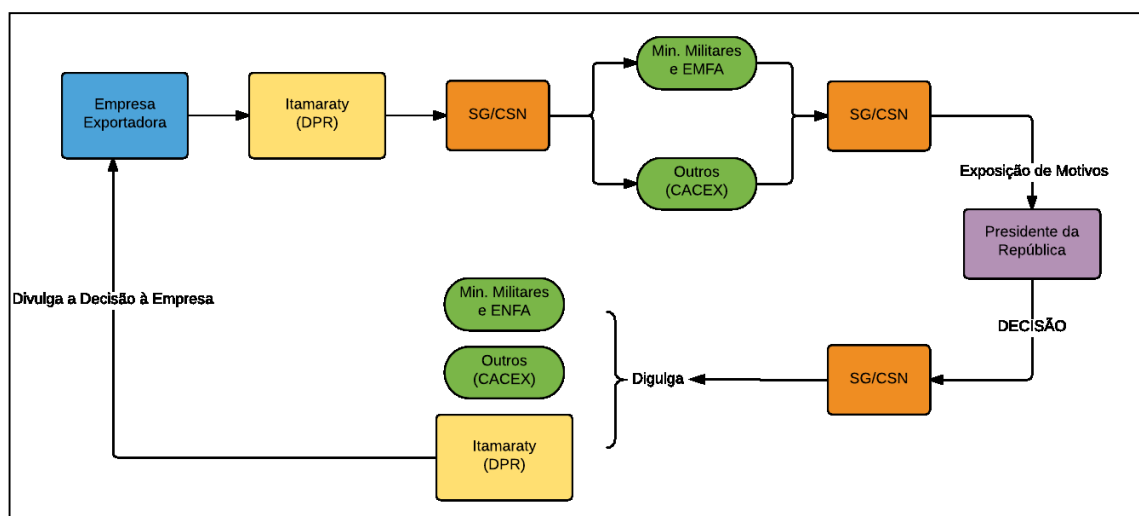 Empresa
Exportadora
Itamaraty
(DPR)
SG/CSN
Min. Militares
e EMFA
Outros
(CACEX)
SG/CSN
Exposição de Motivos
Presidente da
República
DECISÃO
SG/CSN
Digulga
Min. Militares
e ENFA
Outros
(CACEX)
Itamaraty
(DPR)
Divulga a Decisão à Empresa